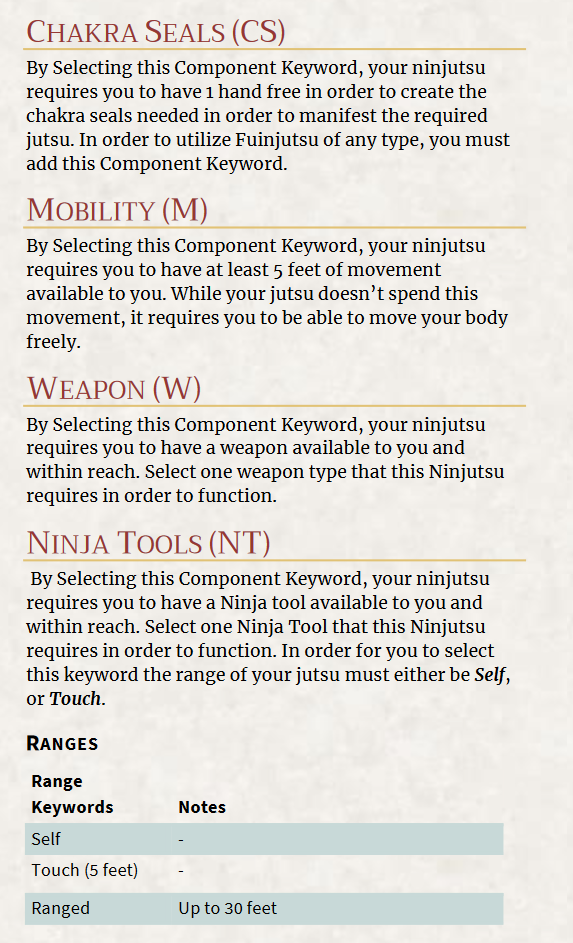 Chakra Seals (CS)
By Selecting this Component Keyword, your ninjutsu
requires you to have 1 hand free in order to create the
chakra seals needed in order to manifest the required
jutsu. In order to utilize Fuinjutsu of any type, you must
add this Component Keyword.
Mobility (M)
By Selecting this Component Keyword, your ninjutsu
requires you to have at least 5 feet of movement
available to you. While your jutsu doesn’t spend this
movement, it requires you to be able to move your body
freely.
Weapon (W)
By Selecting this Component Keyword, your ninjutsu
requires you to have a weapon available to you and
within reach. Select one weapon type that this Ninjutsu
requires in order to function.
Ninja Tools (NT)
By Selecting this Component Keyword, your ninjutsu
requires you to have a Ninja tool available to you and
within reach. Select one Ninja Tool that this Ninjutsu
requires in order to function. In order for you to select
this keyword the range of your jutsu must either be Self,
or Touch.
Ranges
Range
Keywords Notes
Self -
Touch (5 feet) -
Ranged Up to 30 feet